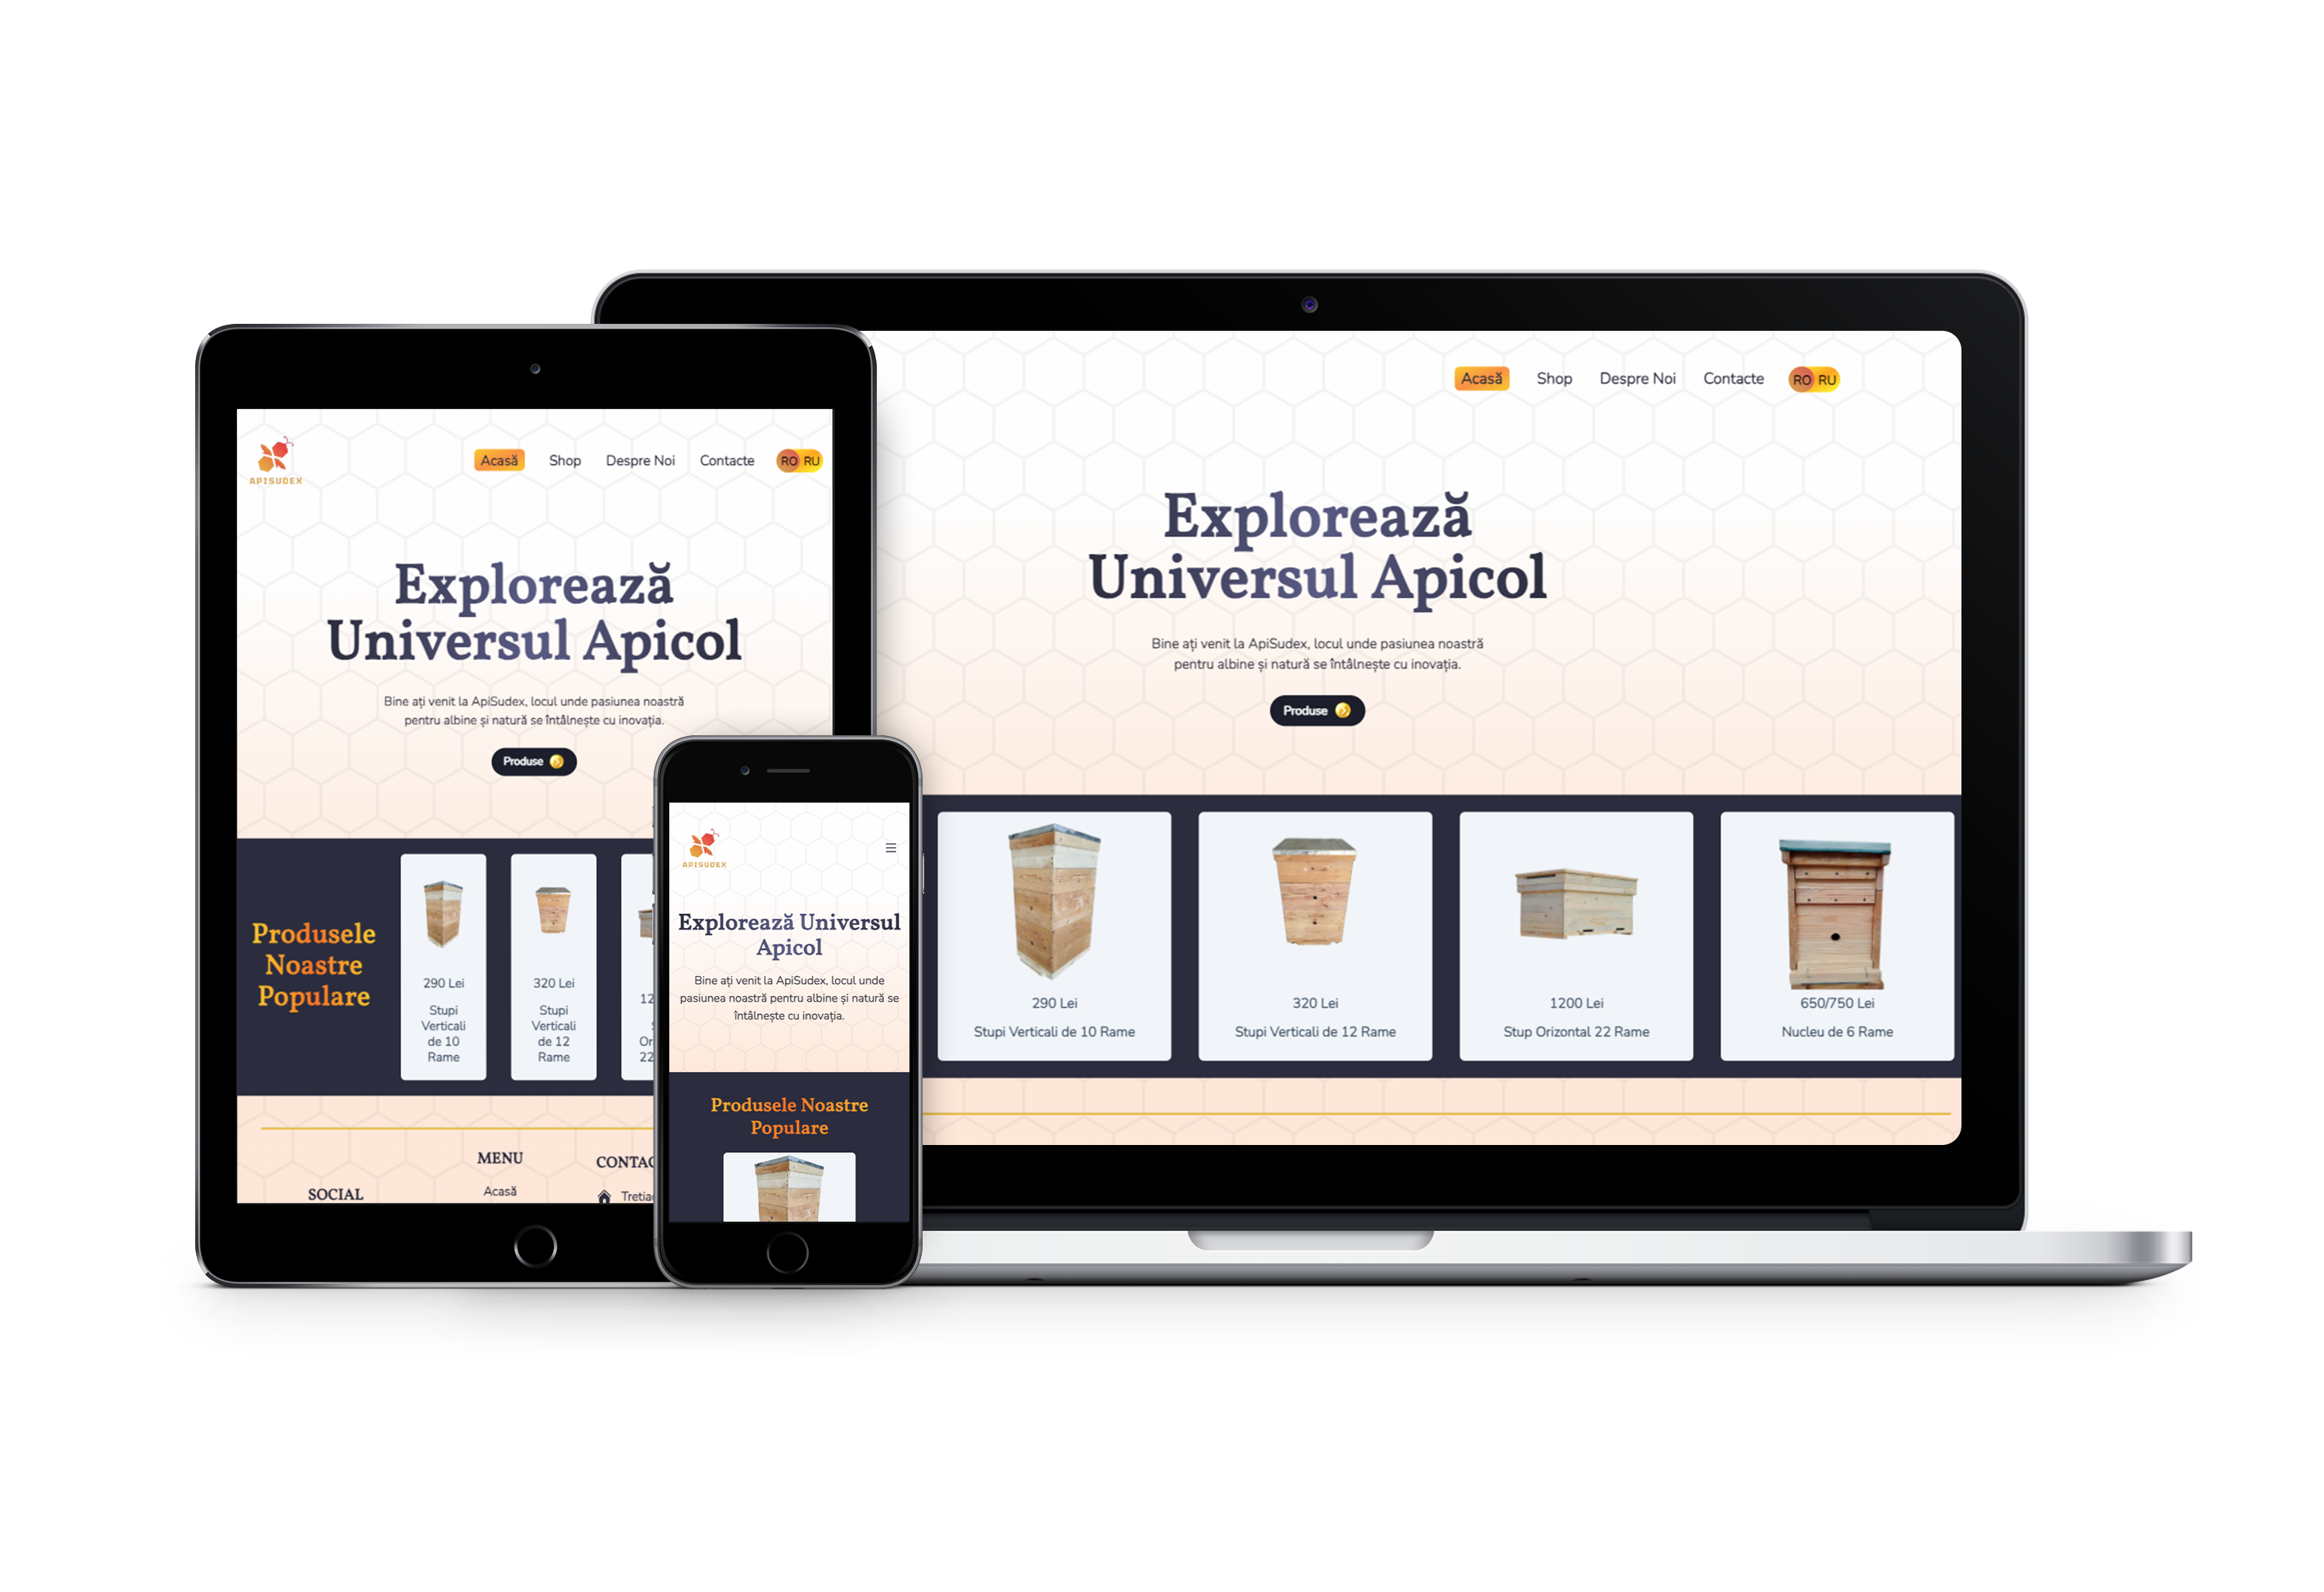 APISUDEX
Acasă Shop Despre Noi Contacte RO RU
Explorează
Universul Apicol
Bine ați venit la ApiSudex, locul unde pasiunea noastră
pentru albine și natură se întâlnește cu inovația.
Produse
Produsele
Noastre
Populare
290 Lei
Stupi
Verticali
de 10
Rame
320 Lei
Stupi
Verticali
de 12
Rame
22
SOCIAL
MENU
Acasă
APISUDEX
Explorează Universul
Apicol
Bine ați venit la ApiSudex, locul unde
pasiunea noastră pentru albine și natură se
întâlnește cu inovația.
Produsele Noastre
Populare
Acasă Shop Despre Noi Contacte RO RU
Explorează
Universul Apicol
Bine ați venit la ApiSudex, locul unde pasiunea noastră
pentru albine și natură se întâlnește cu inovația.
Produse
290 Lei
Stupi Verticali de 10 Rame
320 Lei
Stupi Verticali de 12 Rame
1200 Lei
Stup Orizontal 22 Rame
650/750 Lei
Nucleu de 6 Rame